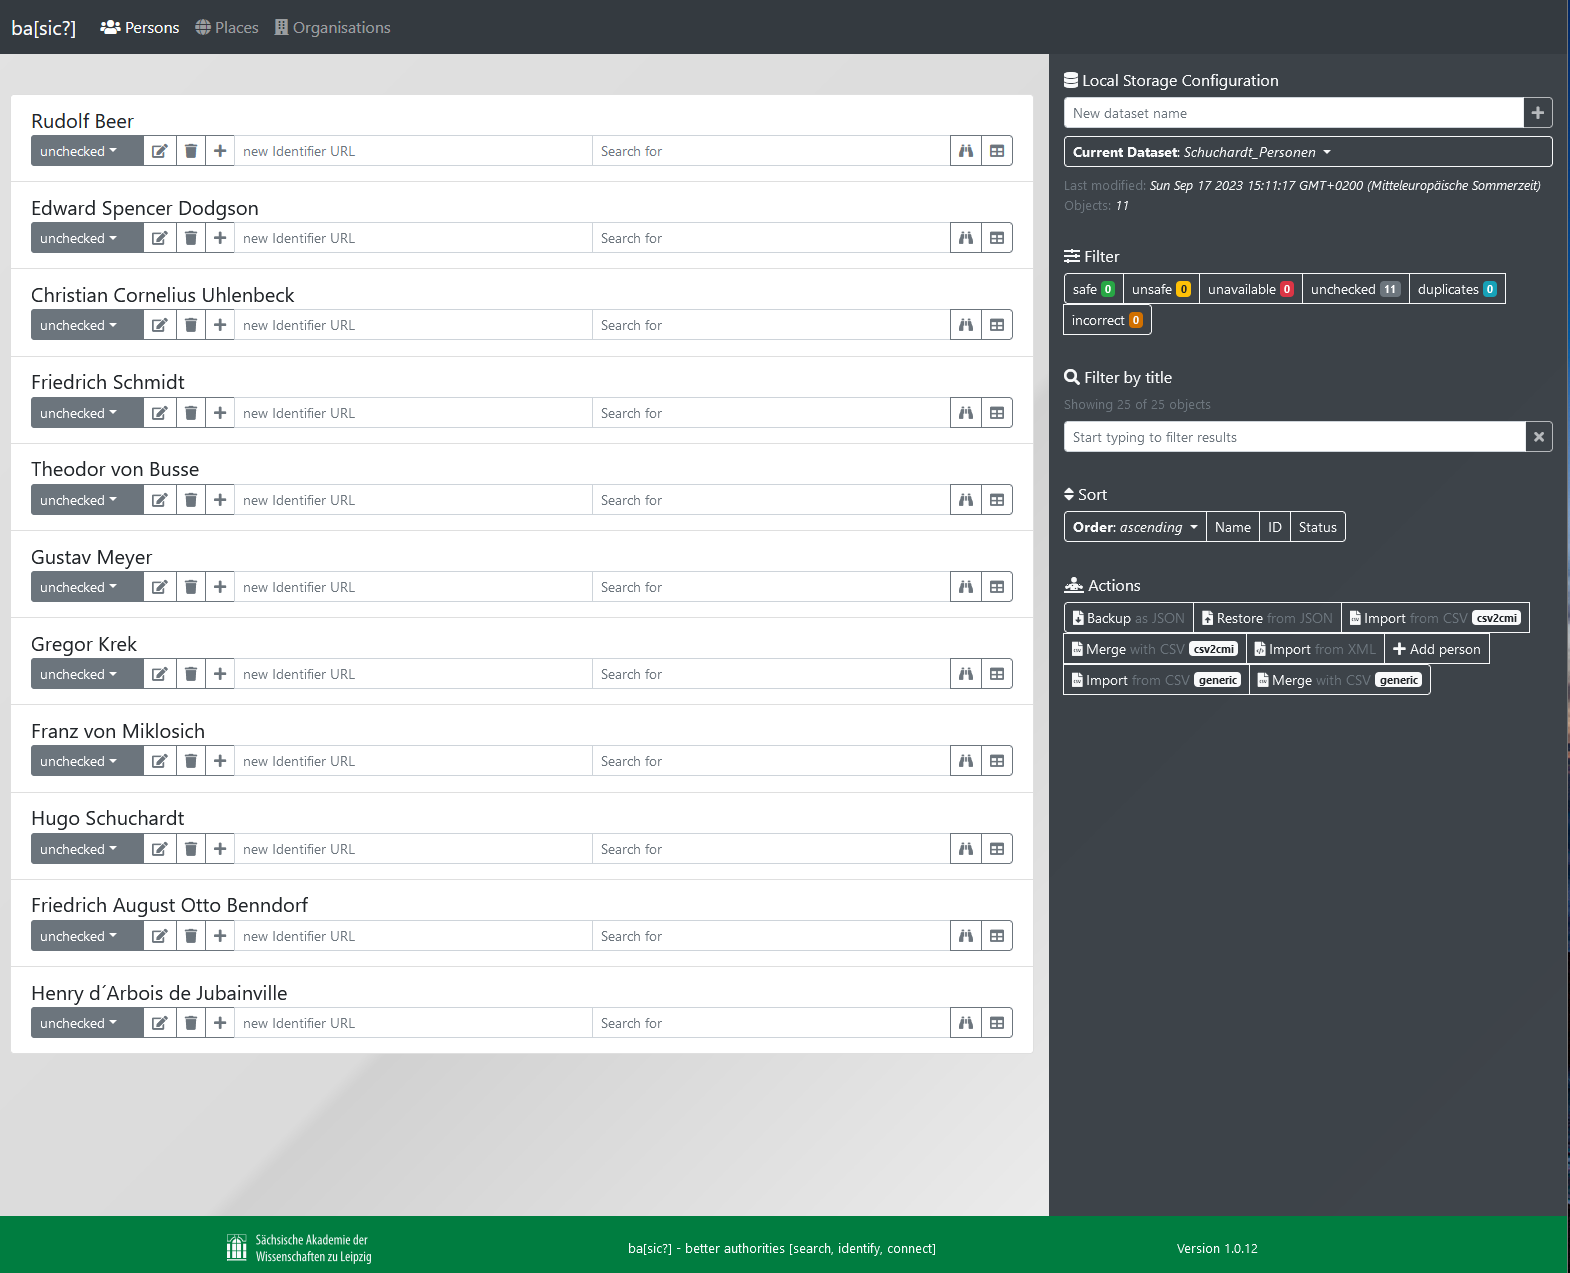 ba[sic?] Persons Places Organisations
Rudolf Beer
unchecked new Identifier URL Search for
Edward Spencer Dodgson
unchecked new Identifier URL Search for
Christian Cornelius Uhlenbeck
unchecked new Identifier URL Search for
Friedrich Schmidt
unchecked new Identifier URL Search for
Theodor von Busse
unchecked new Identifier URL Search for
Gustav Meyer
unchecked new Identifier URL Search for
Gregor Krek
unchecked new Identifier URL Search for
Franz von Miklosich
unchecked new Identifier URL Search for
Hugo Schuchardt
unchecked new Identifier URL Search for
Friedrich August Otto Benndorf
unchecked new Identifier URL Search for
Henry d´Arbois de Jubainville
unchecked new Identifier URL Search for
Local Storage Configuration
New dataset name
Current Dataset: Schuchardt_Personen
Last modified: Sun Sep 17 2023 15:11:17 GMT+0200 (Mitteleuropäische Sommerzeit)
Objects: 11
Filter
safe 0 unsafe 0 unavailable 0 unchecked 11 duplicates 0
incorrect 0
Filter by title
Showing 25 of 25 objects
Start typing to filter results
Sort
Order: ascending Name ID Status
Actions
Backup as JSON Restore from JSON Import from CSV csv2cmi
Merge with CSV csv2cmi Import from XML Add person
Import from CSV generic Merge with CSV generic
Sächsische Akademie der
Wissenschaften zu Leipzig
ba[sic?] - better authorities [search, identify, connect]
Version 1.0.12